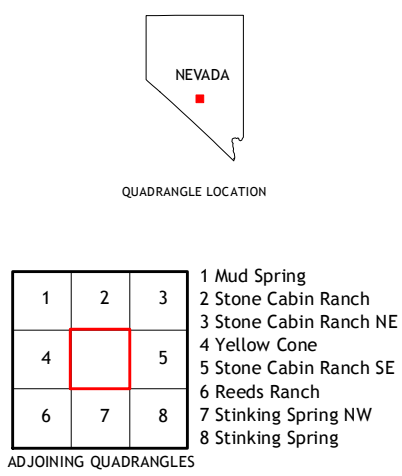 NEVADA
QUADRANGLE LOCATION
1 2 3
4 5
6 7 8
1 Mud Spring
2 Stone Cabin Ranch
3 Stone Cabin Ranch NE
4 Yellow Cone
5 Stone Cabin Ranch SE
6 Reeds Ranch
7 Stinking Spring NW
8 Stinking Spring
ADJOINING QUADRANGLES